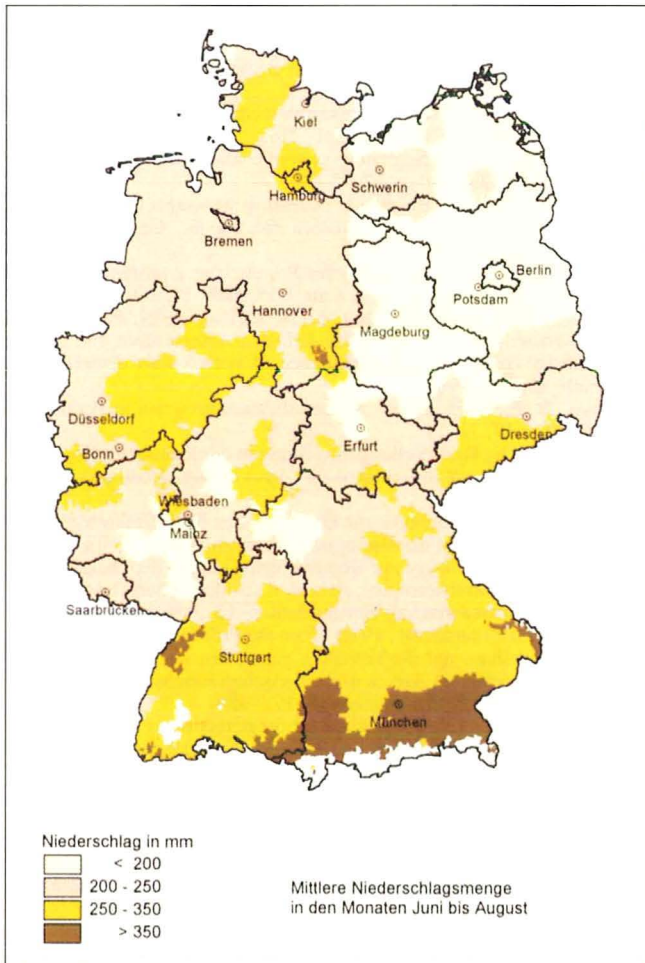 Kiel
Schwerin
Hamburg
Bremen
Berlin
Potsdam
Hannover
Magdeburg
Düsseldorf
Erfurt
Dresden
Bonn
Wiesbaden
Mainz
Saarbrücken
Stuttgart
München
Niederschlag in mm
< 200
200 - 250
250 - 350
> 350
Mittlere Niederschlagsmenge
in den Monaten Juni bis August